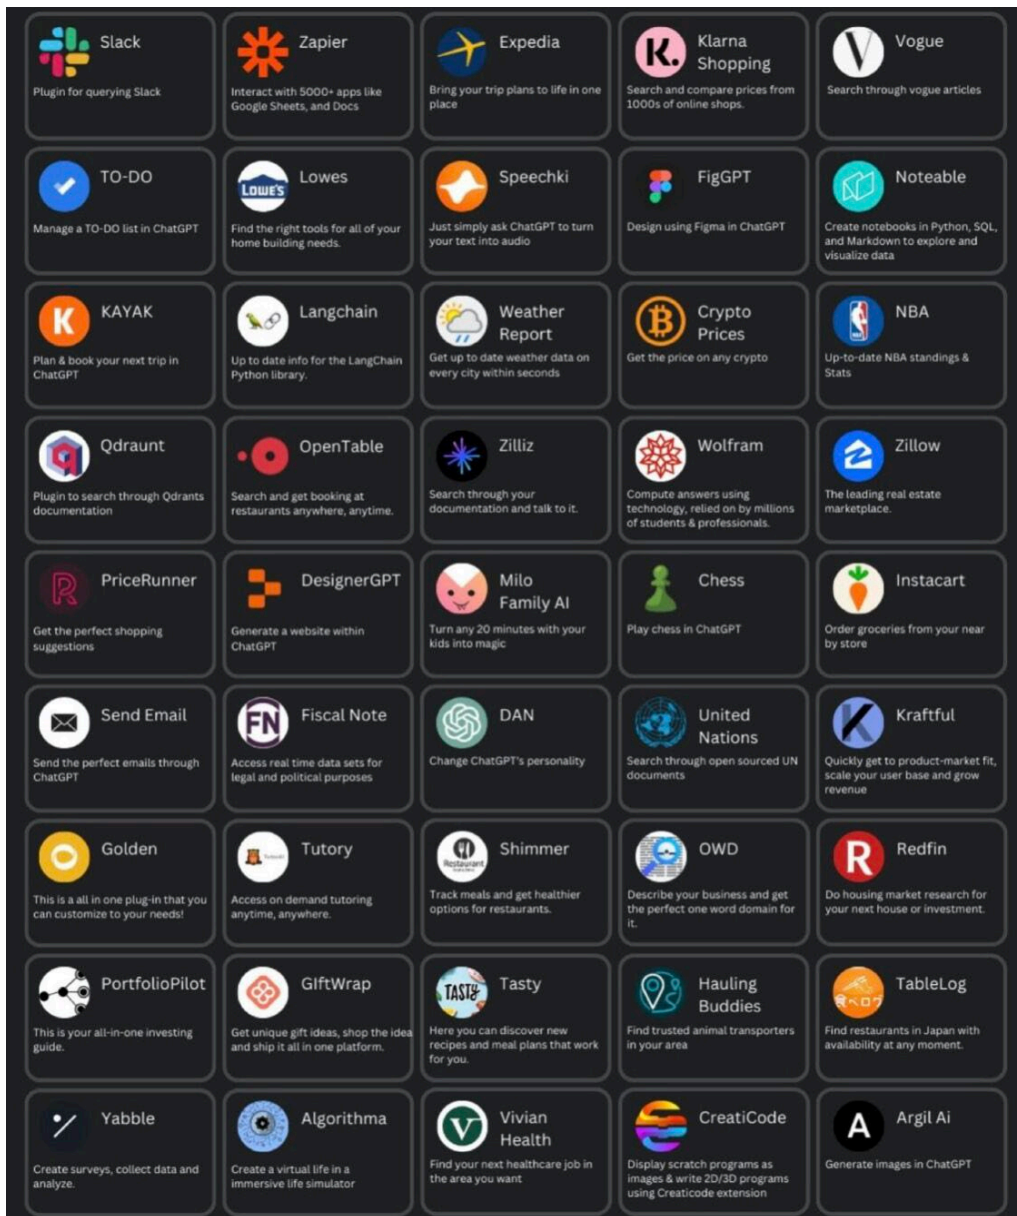 Slack
Plugin for querying Slack
Zapier
Interact with 5000+ apps like
Google Sheets, and Docs
Expedia
Bring your trip plans to life in one
place
K.
Klarna
Shopping
Search and compare prices from
1000s of online shops.
V
Vogue
Search through vogue articles
TO-DO
Manage a TO-DO list in ChatGPT
LOWE'S
Lowes
Find the right tools for all of your
home building needs.
Speechki
Just simply ask ChatGPT to turn
your text into audio
FigGPT
Design using Figma in ChatGPT
Noteable
Create notebooks in Python, SQL,
and Markdown to explore and
visualize data
K
KAYAK
Plan & book your next trip in
ChatGPT
Langchain
Up to date info for the LangChain
Python library.
Weather
Report
Get up to date weather data on
every city within seconds
Crypto
Prices
Get the price on any crypto
NBA
Up-to-date NBA standings &
Stats
Qdraunt
Plugin to search through Qdrants
documentation
OpenTable
Search and get booking at
restaurants anywhere, anytime.
Zilliz
Search through your
documentation and talk to it.
Wolfram
Compute answers using
technology, relied on by millions
of students & professionals.
Zillow
The leading real estate
marketplace.
R
PriceRunner
Get the perfect shopping
suggestions
DesignerGPT
Generate a website within
ChatGPT
Milo
Family AI
Turn any 20 minutes with your
kids into magic
Chess
Play chess in ChatGPT
Instacart
Order groceries from your near
by store
Send Email
Send the perfect emails through
ChatGPT
FN
Fiscal Note
Access real time data sets for
legal and political purposes
DAN
Change ChatGPT's personality
United
Nations
Search through open sourced UN
documents
K
Kraftful
Quickly get to product-market fit,
scale your user base and grow
revenue
Golden
This is a all in one plug-in that you
can customize to your needs!
Tutory
Access on demand tutoring
anytime, anywhere.
Restaurant
Shimmer
Track meals and get healthier
options for restaurants.
OWD
Describe your business and get
the perfect one word domain for
it.
R
Redfin
Do housing market research for
your next house or investment.
PortfolioPilot
This is your all-in-one investing
guide.
GIftWrap
Get unique gift ideas, shop the idea
and ship it all in one platform.
TASTY
Tasty
Here you can discover new
recipes and meal plans that work
for you.
Hauling
Buddies
Find trusted animal transporters
in your area
食べログ
TableLog
Find restaurants in Japan with
availability at any moment.
Yabble
Create surveys, collect data and
analyze.
Algorithma
Create a virtual life in a
immersive life simulator
V
Vivian
Health
Find your next healthcare job in
the area you want
CreatiCode
Display scratch programs as
images & write 2D/3D programs
using Creaticode extension
A
Argil Ai
Generate images in ChatGPT